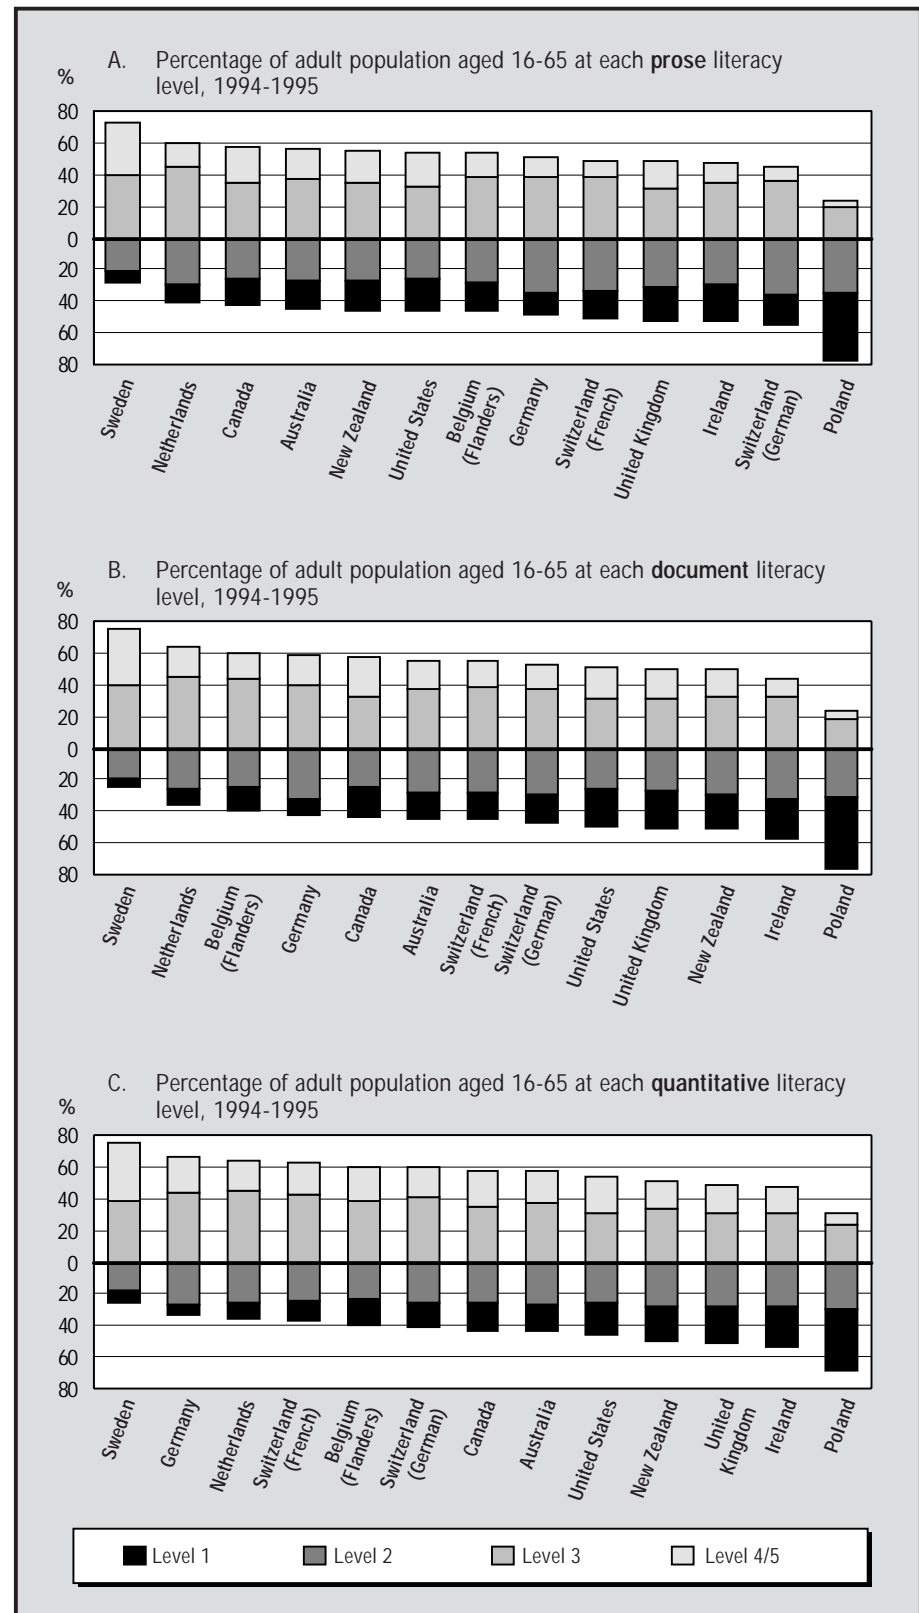 A. Percentage of adult population aged 16-65 at each prose literacy
level, 1994-1995
%
80
60
40
20
0
20
40
60
80
Sweden
Netherlands
Canada
Australia
New Zealand
United States
Belgium
(Flanders)
Germany
Switzerland
(French)
United Kingdom
Ireland
Switzerland
(German)
Poland
B. Percentage of adult population aged 16-65 at each document literacy
level, 1994-1995
%
80
60
40
20
0
20
40
60
80
Sweden
Netherlands
Belgium
(Flanders)
Germany
Canada
Australia
Switzerland
(French)
Switzerland
(German)
United States
United Kingdom
New Zealand
Ireland
Poland
C. Percentage of adult population aged 16-65 at each quantitative literacy
level, 1994-1995
%
80
60
40
20
0
20
40
60
80
Sweden
Germany
Netherlands
Switzerland
(French)
Belgium
(Flanders)
Switzerland
(German)
Canada
Australia
United States
New Zealand
United
Kingdom
Ireland
Poland
Level 1 Level 2 Level 3 Level 4/5